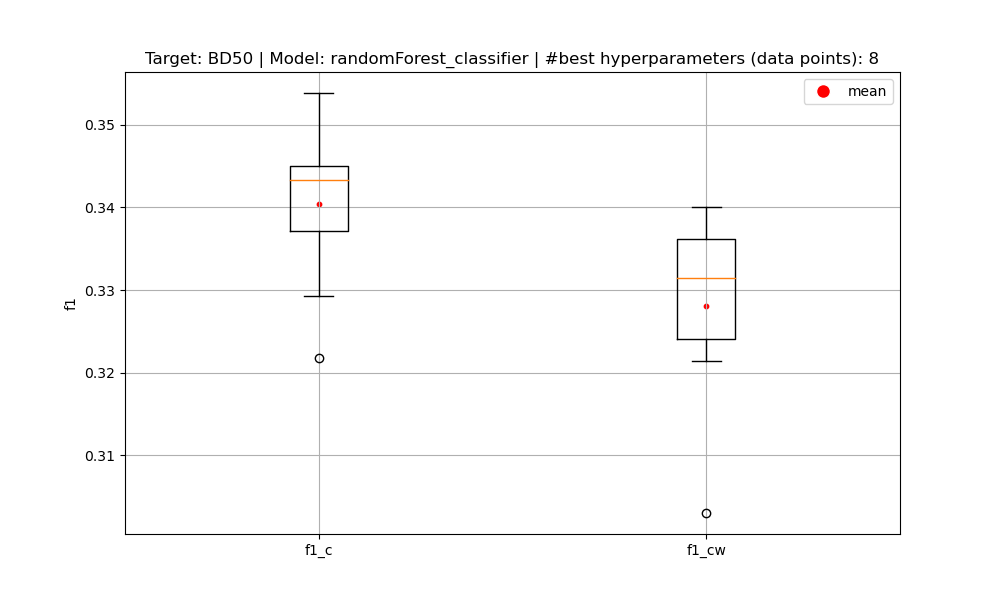 Target: BD50 | Model: randomForest_classifier | #best hyperparameters (data points): 8
mean
0.35
0.34
0.33
0.32
0.31
f1
f1_c
f1_cw